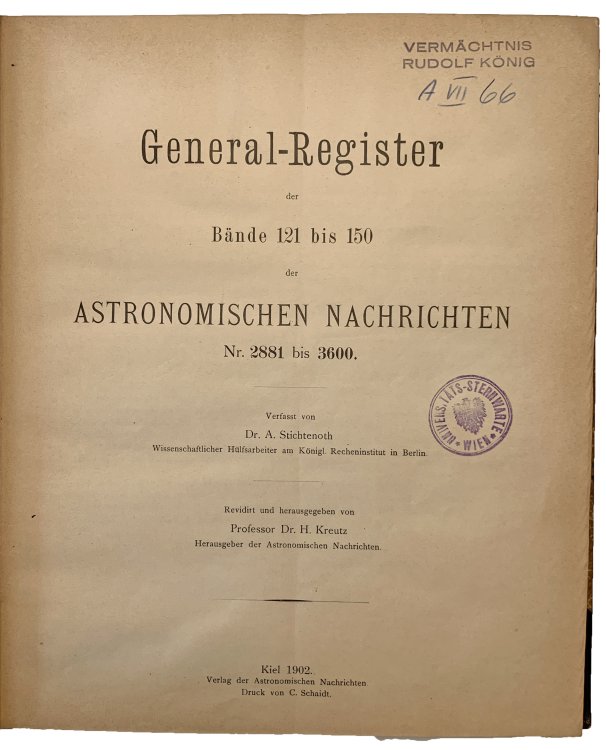 VERMÄCHTNIS
RUDOLF KÖNIG
A VII 66
General-Register
der
Bände 121 bis 150
der
ASTRONOMISCHEN NACHRICHTEN
Nr. 2881 bis 3600.
Verfasst von
Dr. A. Stichtenoth
Wissenschaftlicher Hülfsarbeiter am Königl. Recheninstitut in Berlin.
UNIVERSITÄTS-STERNWARTE
* WIEN *
Revidirt und herausgegeben von
Professor Dr. H. Kreutz
Herausgeber der Astronomischen Nachrichten.
Kiel 1902.
Verlag der Astronomischen Nachrichten.
Druck von C. Schaidt.